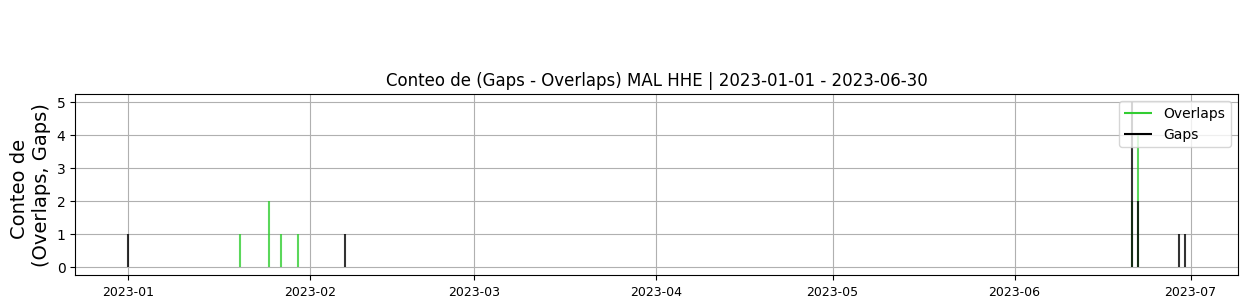 Conteo de (Gaps - Overlaps) MAL HHE | 2023-01-01 - 2023-06-30
Conteo de
(Overlaps, Gaps)
5
4
3
2
1
0
Overlaps
Gaps
2023-01
2023-02
2023-03
2023-04
2023-05
2023-06
2023-07